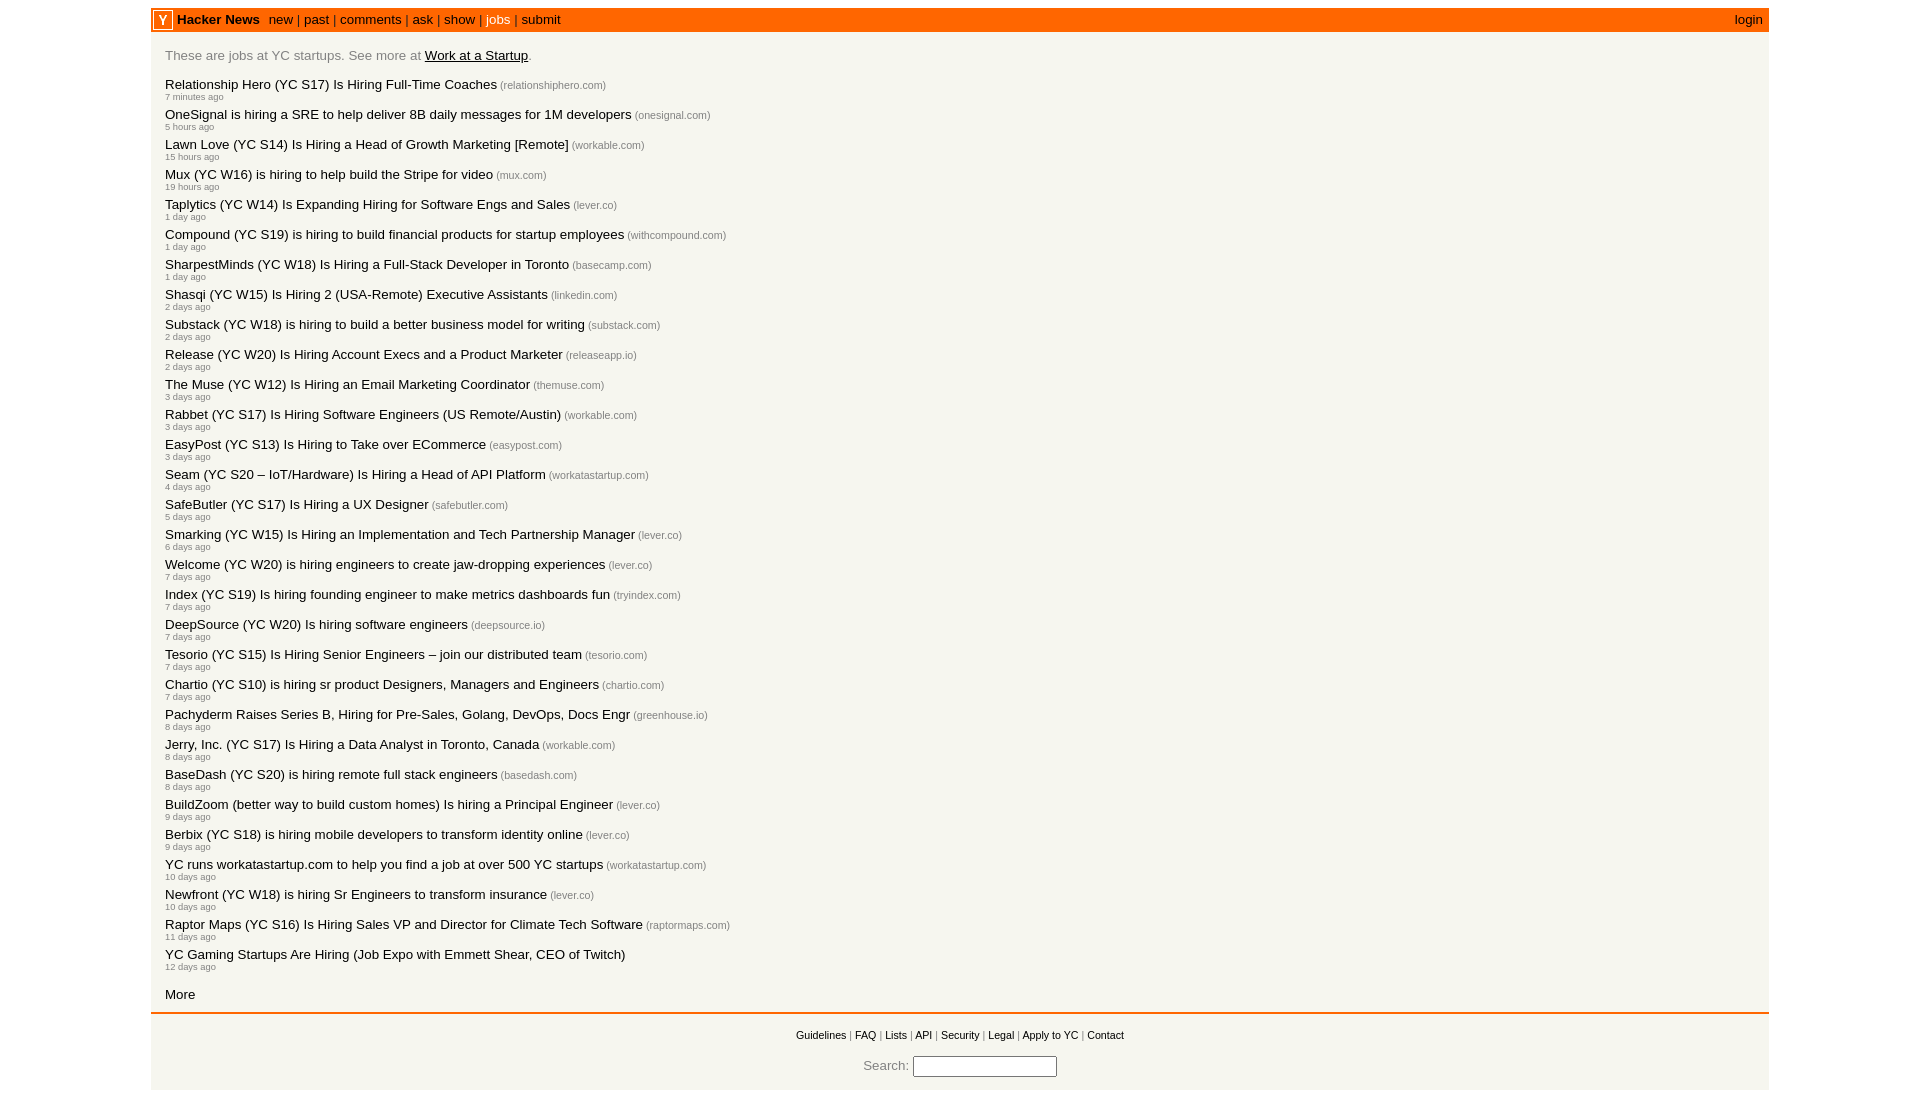 Y Hacker News new | past | comments | ask | show | jobs | submit login
These are jobs at YC startups. See more at Work at a Startup.
Relationship Hero (YC S17) Is Hiring Full-Time Coaches (relationshiphero.com)
7 minutes ago
OneSignal is hiring a SRE to help deliver 8B daily messages for 1M developers (onesignal.com)
5 hours ago
Lawn Love (YC S14) Is Hiring a Head of Growth Marketing [Remote] (workable.com)
15 hours ago
Mux (YC W16) is hiring to help build the Stripe for video (mux.com)
19 hours ago
Taplytics (YC W14) Is Expanding Hiring for Software Engs and Sales (lever.co)
1 day ago
Compound (YC S19) is hiring to build financial products for startup employees (withcompound.com)
1 day ago
SharpestMinds (YC W18) Is Hiring a Full-Stack Developer in Toronto (basecamp.com)
1 day ago
Shasqi (YC W15) Is Hiring 2 (USA-Remote) Executive Assistants (linkedin.com)
2 days ago
Substack (YC W18) is hiring to build a better business model for writing (substack.com)
2 days ago
Release (YC W20) Is Hiring Account Execs and a Product Marketer (releaseapp.io)
2 days ago
The Muse (YC W12) Is Hiring an Email Marketing Coordinator (themuse.com)
3 days ago
Rabbet (YC S17) Is Hiring Software Engineers (US Remote/Austin) (workable.com)
3 days ago
EasyPost (YC S13) Is Hiring to Take over ECommerce (easypost.com)
3 days ago
Seam (YC S20 – IoT/Hardware) Is Hiring a Head of API Platform (workatastartup.com)
4 days ago
SafeButler (YC S17) Is Hiring a UX Designer (safebutler.com)
5 days ago
Smarking (YC W15) Is Hiring an Implementation and Tech Partnership Manager (lever.co)
6 days ago
Welcome (YC W20) is hiring engineers to create jaw-dropping experiences (lever.co)
7 days ago
Index (YC S19) Is hiring founding engineer to make metrics dashboards fun (tryindex.com)
7 days ago
DeepSource (YC W20) Is hiring software engineers (deepsource.io)
7 days ago
Tesorio (YC S15) Is Hiring Senior Engineers – join our distributed team (tesorio.com)
7 days ago
Chartio (YC S10) is hiring sr product Designers, Managers and Engineers (chartio.com)
7 days ago
Pachyderm Raises Series B, Hiring for Pre-Sales, Golang, DevOps, Docs Engr (greenhouse.io)
8 days ago
Jerry, Inc. (YC S17) Is Hiring a Data Analyst in Toronto, Canada (workable.com)
8 days ago
BaseDash (YC S20) is hiring remote full stack engineers (basedash.com)
8 days ago
BuildZoom (better way to build custom homes) Is hiring a Principal Engineer (lever.co)
9 days ago
Berbix (YC S18) is hiring mobile developers to transform identity online (lever.co)
9 days ago
YC runs workatastartup.com to help you find a job at over 500 YC startups (workatastartup.com)
10 days ago
Newfront (YC W18) is hiring Sr Engineers to transform insurance (lever.co)
10 days ago
Raptor Maps (YC S16) Is Hiring Sales VP and Director for Climate Tech Software (raptormaps.com)
11 days ago
YC Gaming Startups Are Hiring (Job Expo with Emmett Shear, CEO of Twitch)
12 days ago
More
Guidelines | FAQ | Lists | API | Security | Legal | Apply to YC | Contact
Search: